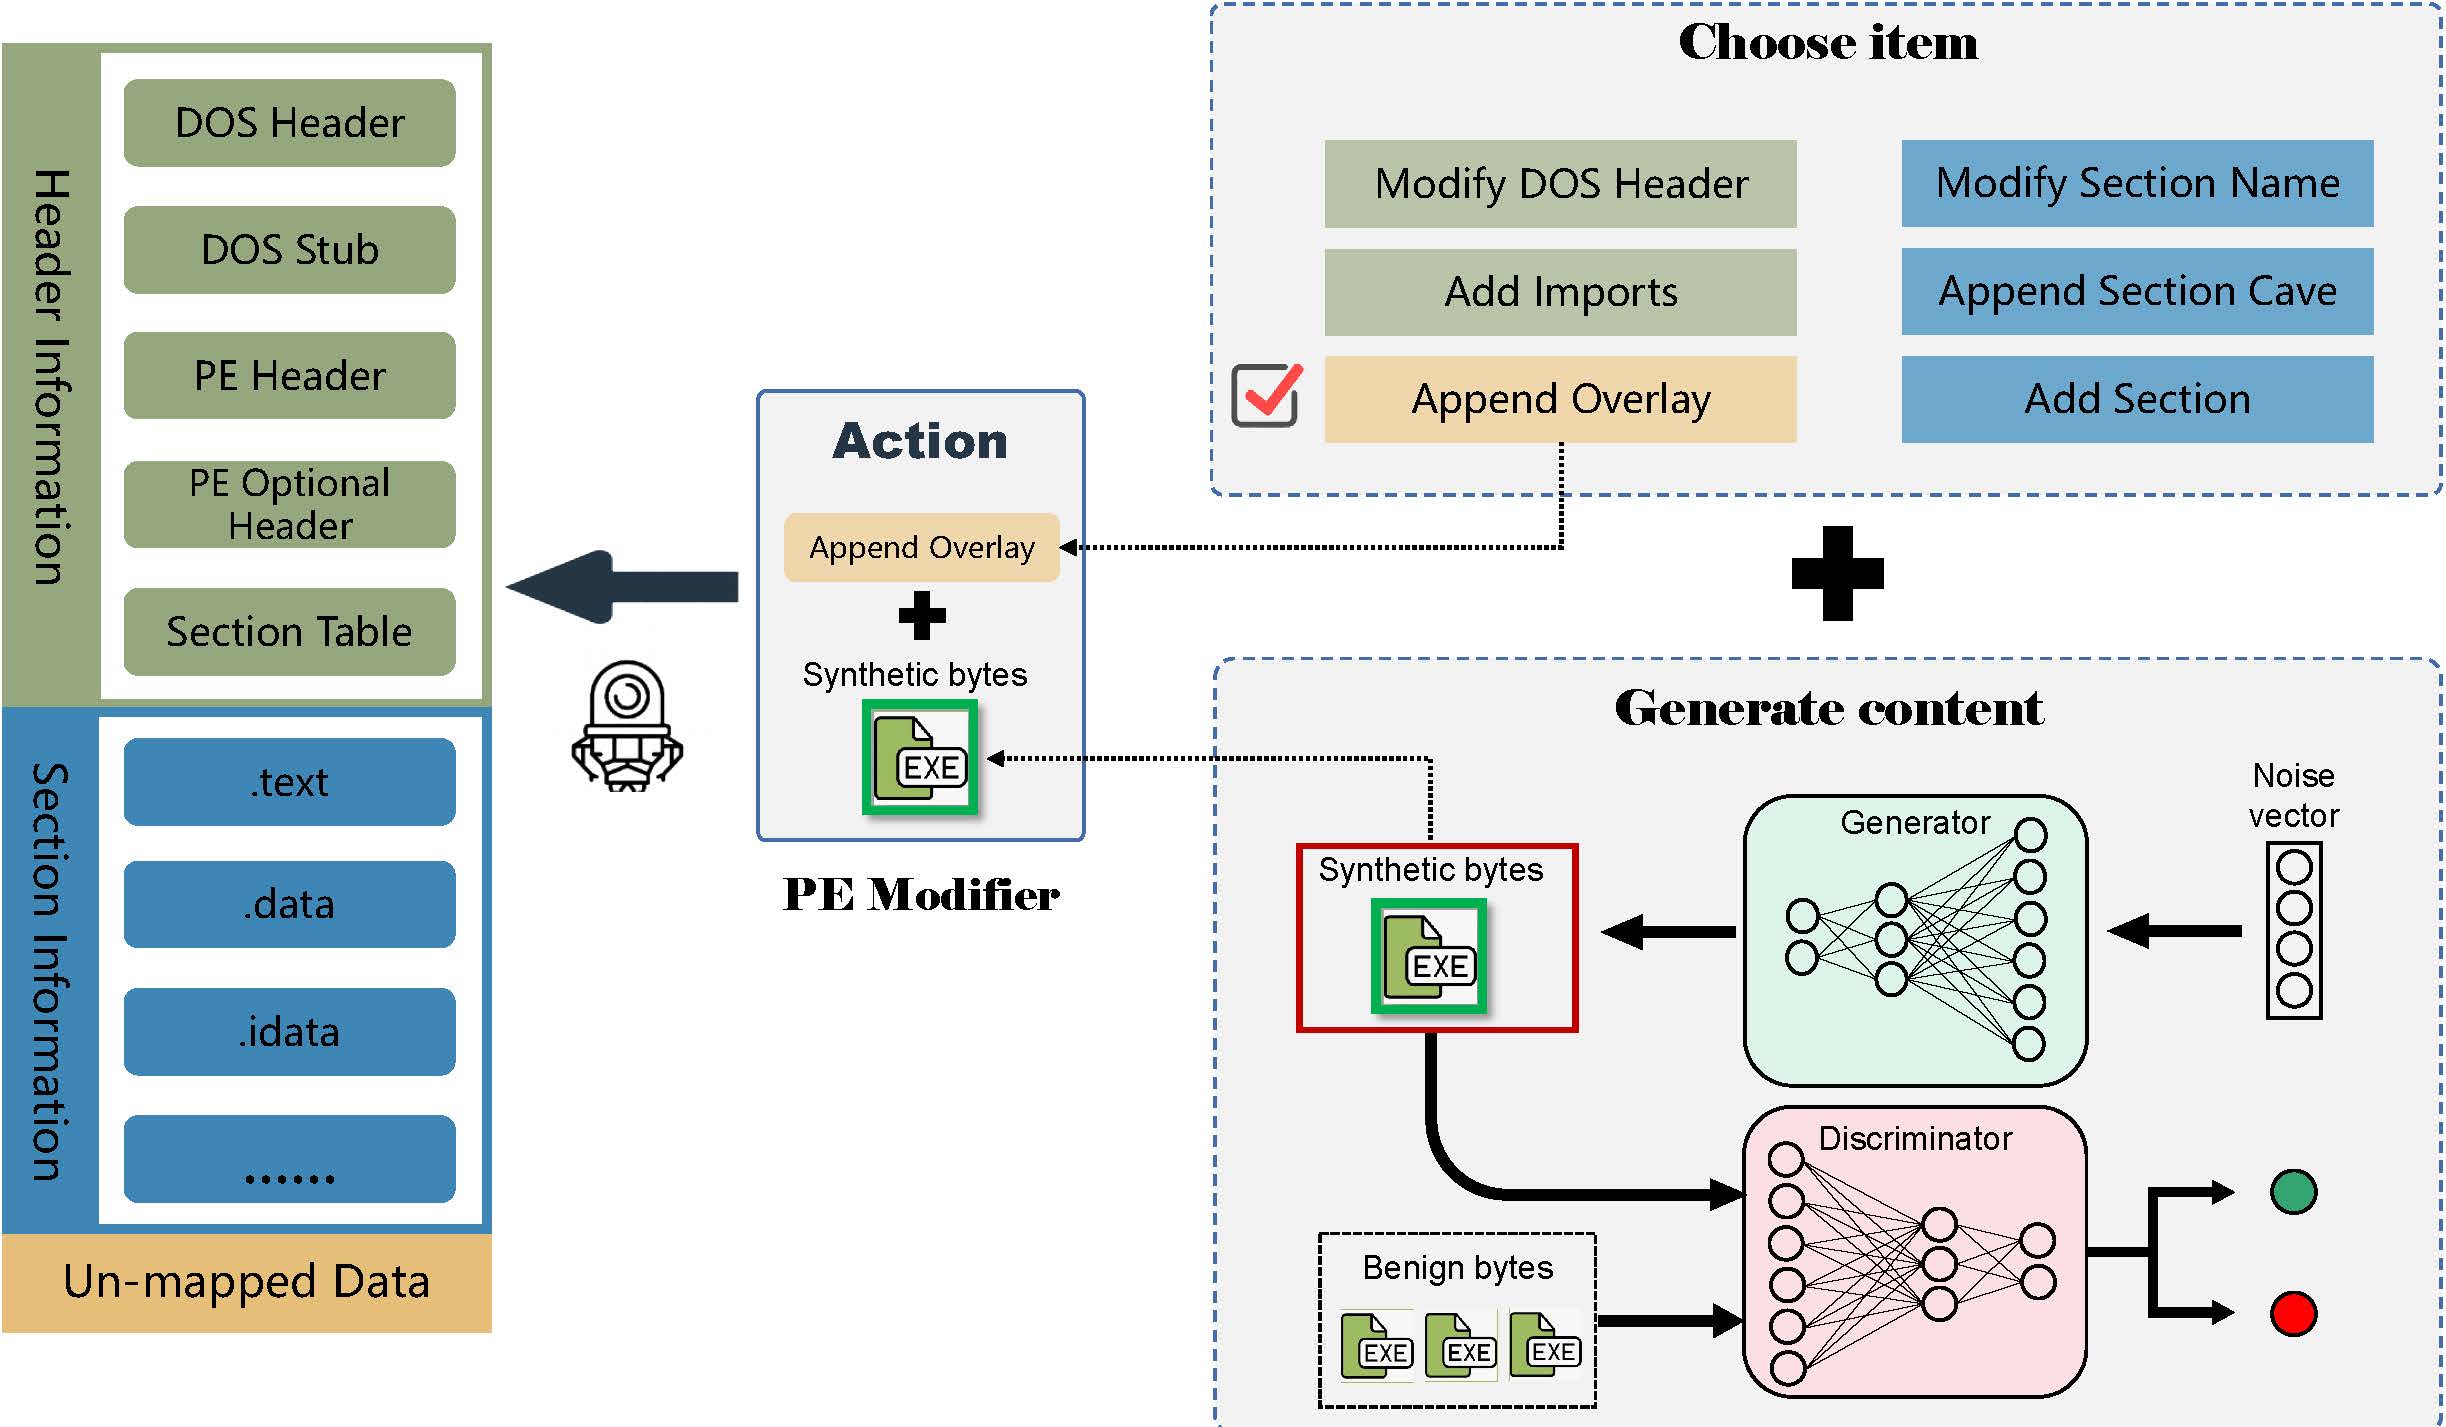 Header Information
DOS Header
DOS Stub
PE Header
PE Optional
Header
Section Table
Section Information
.text
.data
.idata
......
Un-mapped Data
Action
Append Overlay
Synthetic bytes
EXE
PE Modifier
Choose item
Modify DOS Header
Modify Section Name
Add Imports
Append Section Cave
Append Overlay
Add Section
Generate content
Noise
vector
Generator
Synthetic bytes
EXE
Discriminator
Benign bytes
EXE
EXE
EXE